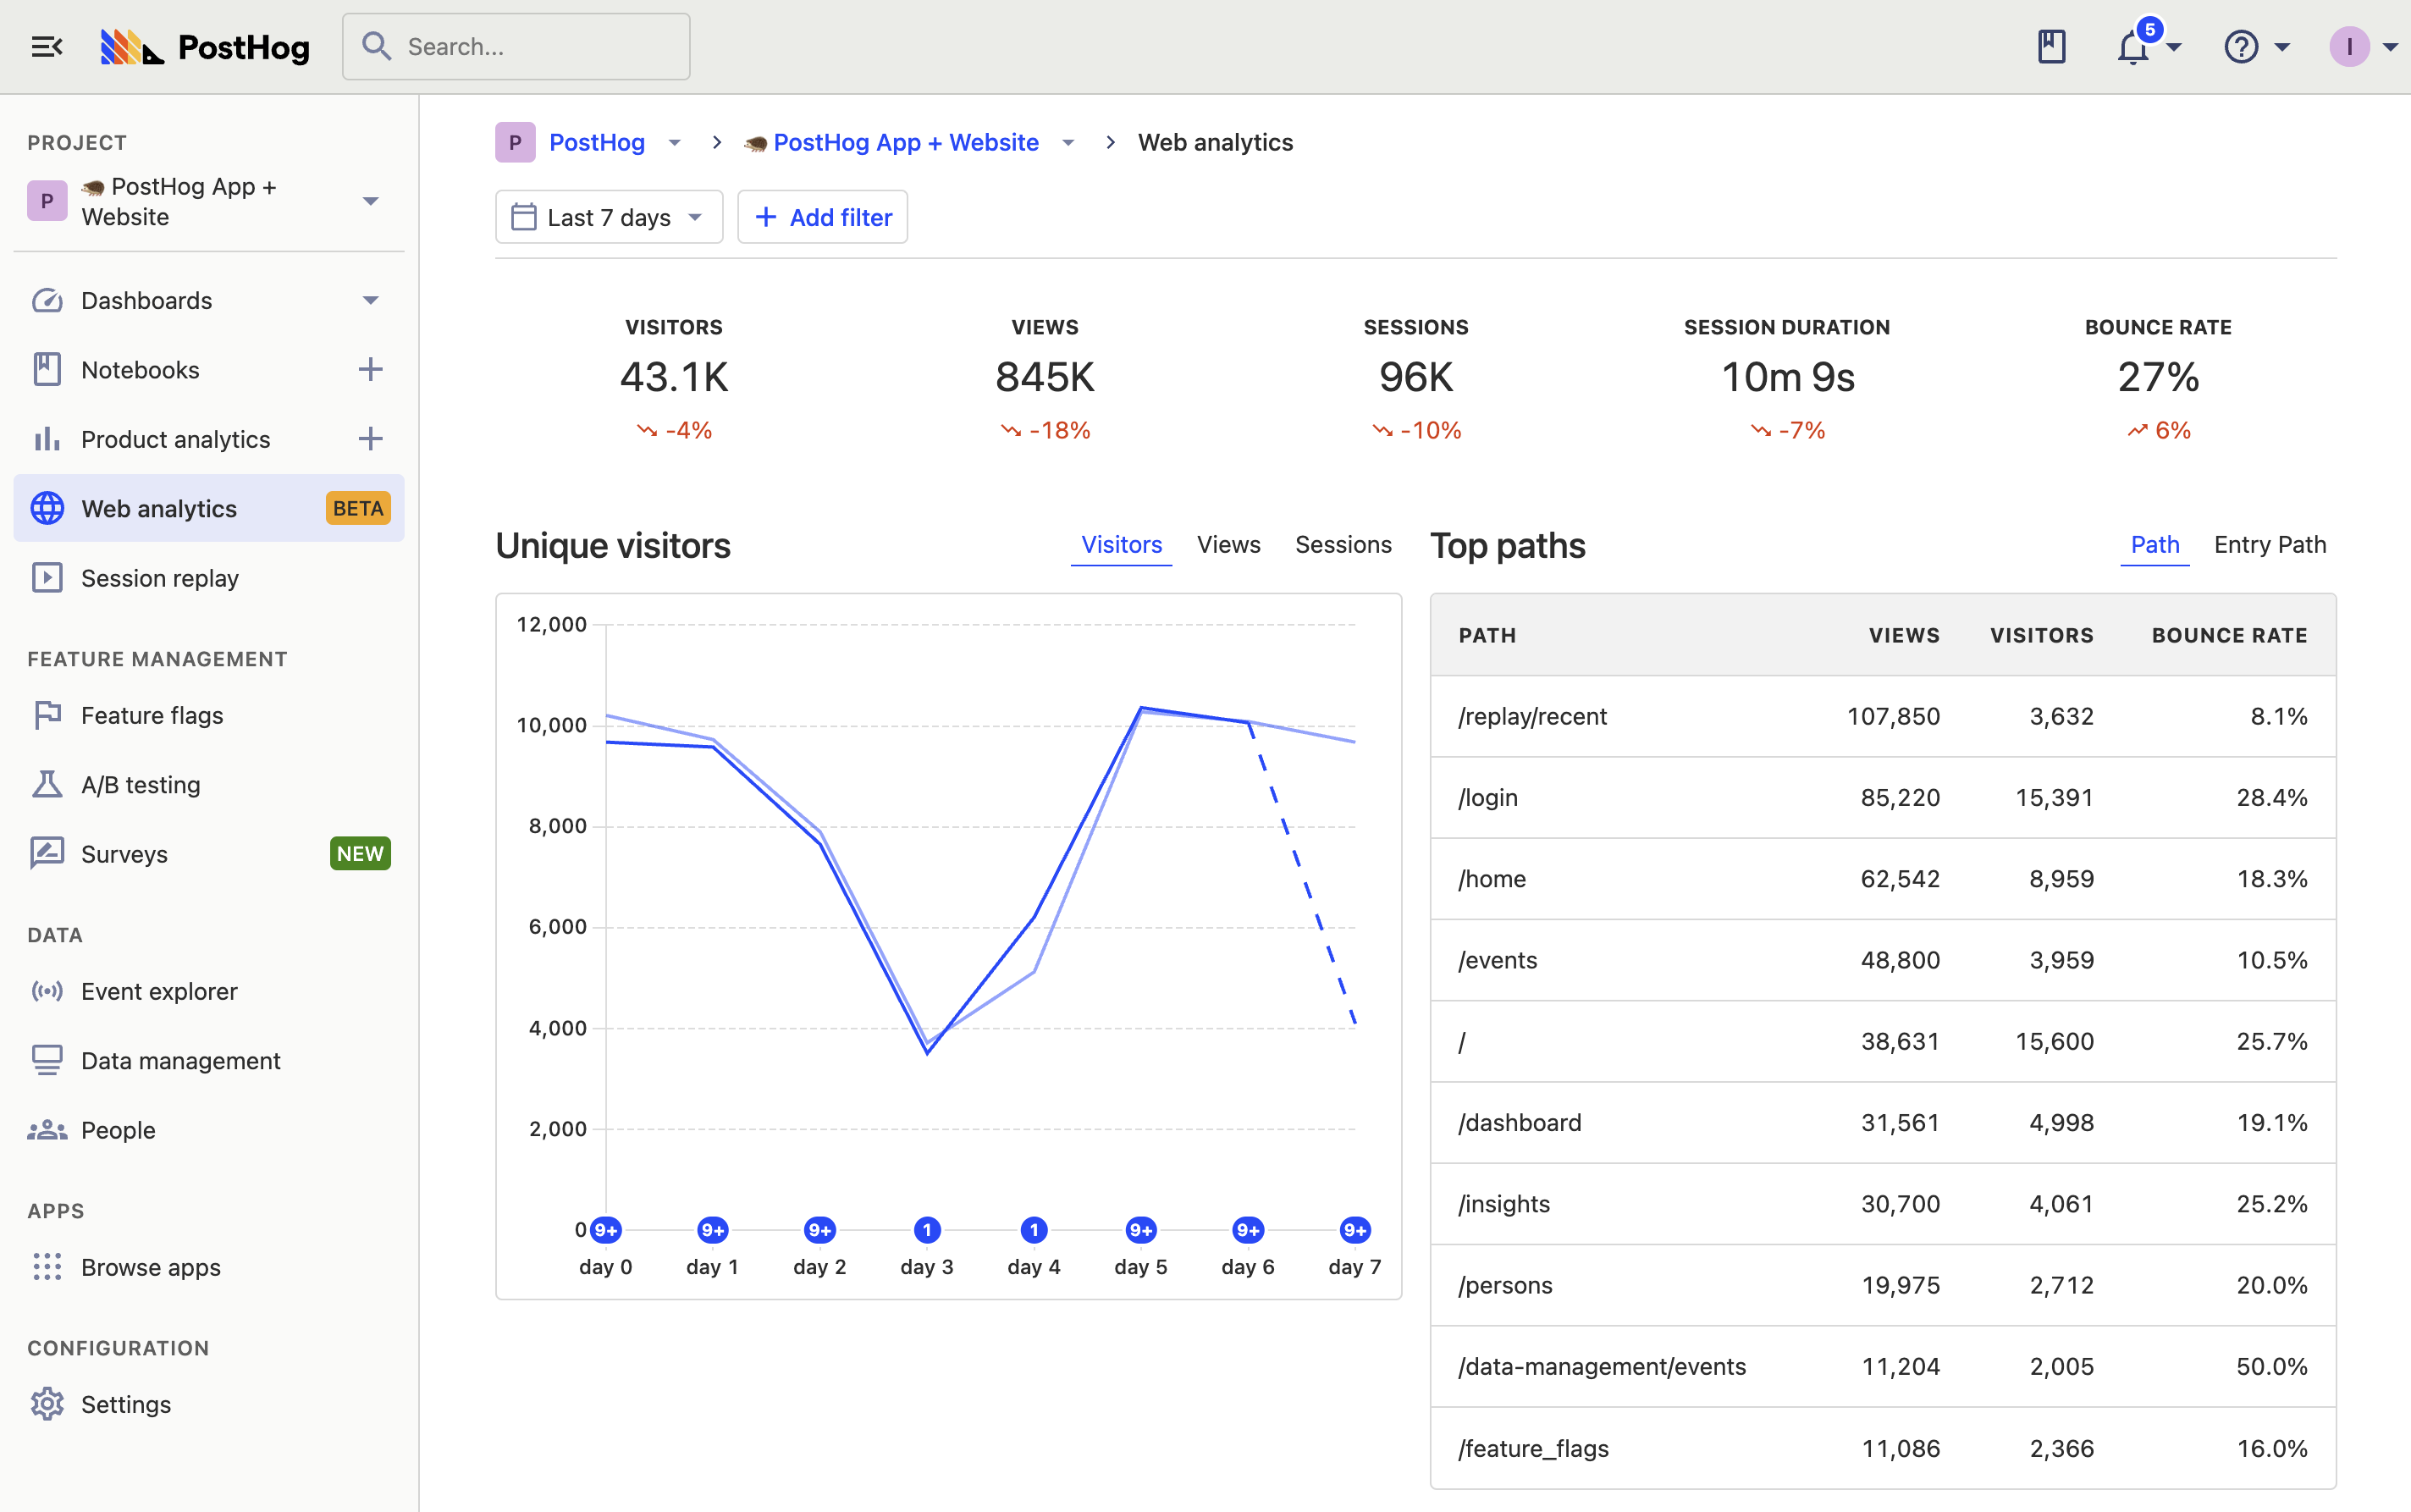 PostHog
Search...
5
I
PROJECT
P
PostHog App +
Website
Dashboards
Notebooks
Product analytics
Web analytics
BETA
Session replay
FEATURE MANAGEMENT
Feature flags
A/B testing
Surveys
NEW
DATA
Event explorer
Data management
People
APPS
Browse apps
CONFIGURATION
Settings
P PostHog PostHog App + Website Web analytics
Last 7 days
Add filter
VISITORS
43.1K
-4%
VIEWS
845K
-18%
SESSIONS
96K
-10%
SESSION DURATION
10m 9s
-7%
BOUNCE RATE
27%
6%
Unique visitors
Visitors Views Sessions
12,000
10,000
8,000
6,000
4,000
2,000
0 9+ 9+ 9+ 1 1 9+ 9+ 9+
day 0 day 1 day 2 day 3 day 4 day 5 day 6 day 7
Top paths
Path Entry Path
PATH VIEWS VISITORS BOUNCE RATE
/replay/recent 107,850 3,632 8.1%
/login 85,220 15,391 28.4%
/home 62,542 8,959 18.3%
/events 48,800 3,959 10.5%
/ 38,631 15,600 25.7%
/dashboard 31,561 4,998 19.1%
/insights 30,700 4,061 25.2%
/persons 19,975 2,712 20.0%
/data-management/events 11,204 2,005 50.0%
/feature_flags 11,086 2,366 16.0%